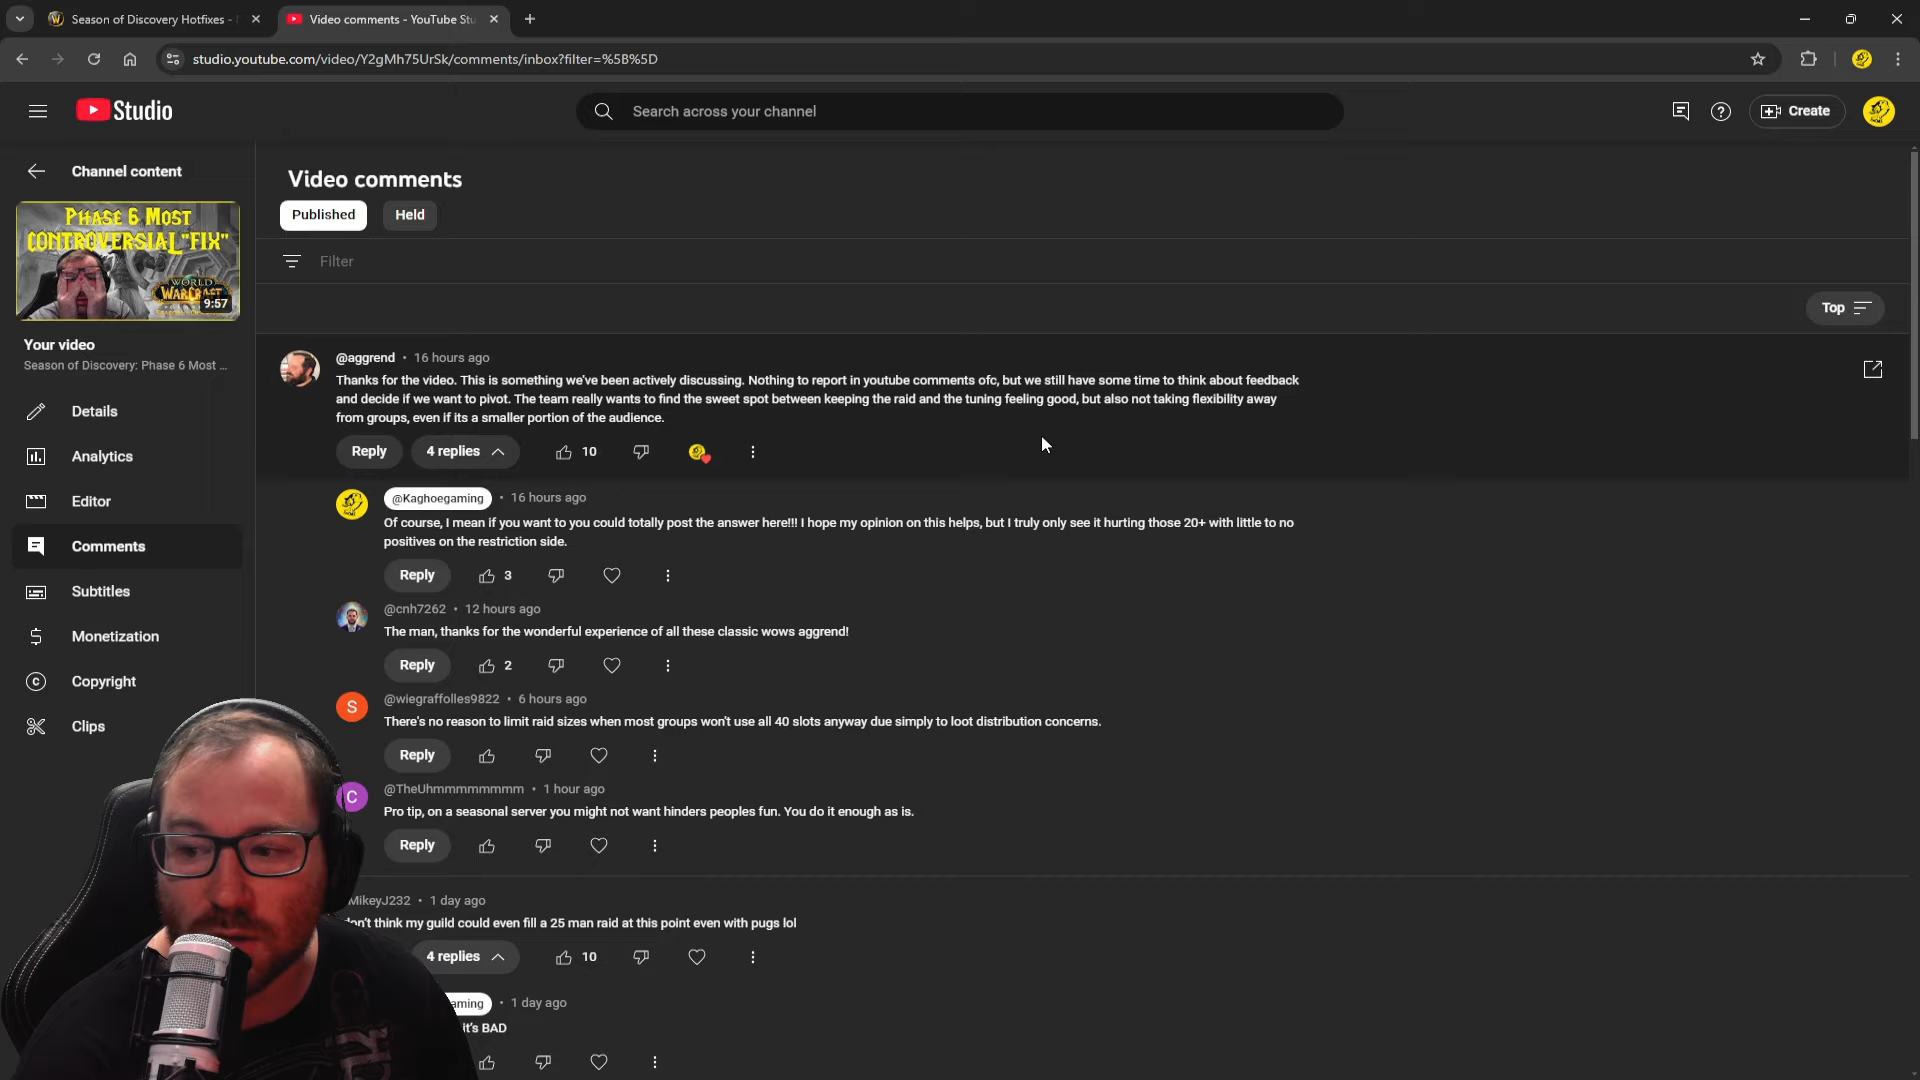 Season of Discovery Hotfixes -
Video comments - YouTube Stu
studio.youtube.com/video/Y2gMh75UrSk/comments/inbox?filter=%5B%5D
Studio
Search across your channel
Create
Channel content
PHASE 6 MOST
CONTROVERSIAL "FIX"
WORLD
WARCRAFT
9:57
Your video
Season of Discovery: Phase 6 Most ...
Details
Analytics
Editor
Comments
Subtitles
Monetization
Copyright
Clips
Video comments
Published
Held
Filter
Top
@aggrend • 16 hours ago
Thanks for the video. This is something we've been actively discussing. Nothing to report in youtube comments ofc, but we still have some time to think about feedback
and decide if we want to pivot. The team really wants to find the sweet spot between keeping the raid and the tuning feeling good, but also not taking flexibility away
from groups, even if its a smaller portion of the audience.
Reply 4 replies 10
@Kaghoegaming • 16 hours ago
Of course, I mean if you want to you could totally post the answer here!!! I hope my opinion on this helps, but I truly only see it hurting those 20+ with little to no
positives on the restriction side.
Reply 3
@cnh7262 • 12 hours ago
The man, thanks for the wonderful experience of all these classic wows aggrend!
Reply 2
S
@wiegraffolles9822 • 6 hours ago
There's no reason to limit raid sizes when most groups won't use all 40 slots anyway due simply to loot distribution concerns.
Reply
C
@TheUhmmmmmmmm • 1 hour ago
Pro tip, on a seasonal server you might not want hinders peoples fun. You do it enough as is.
Reply
MikeyJ232 • 1 day ago
on't think my guild could even fill a 25 man raid at this point even with pugs lol
4 replies 10
aming • 1 day ago
it's BAD